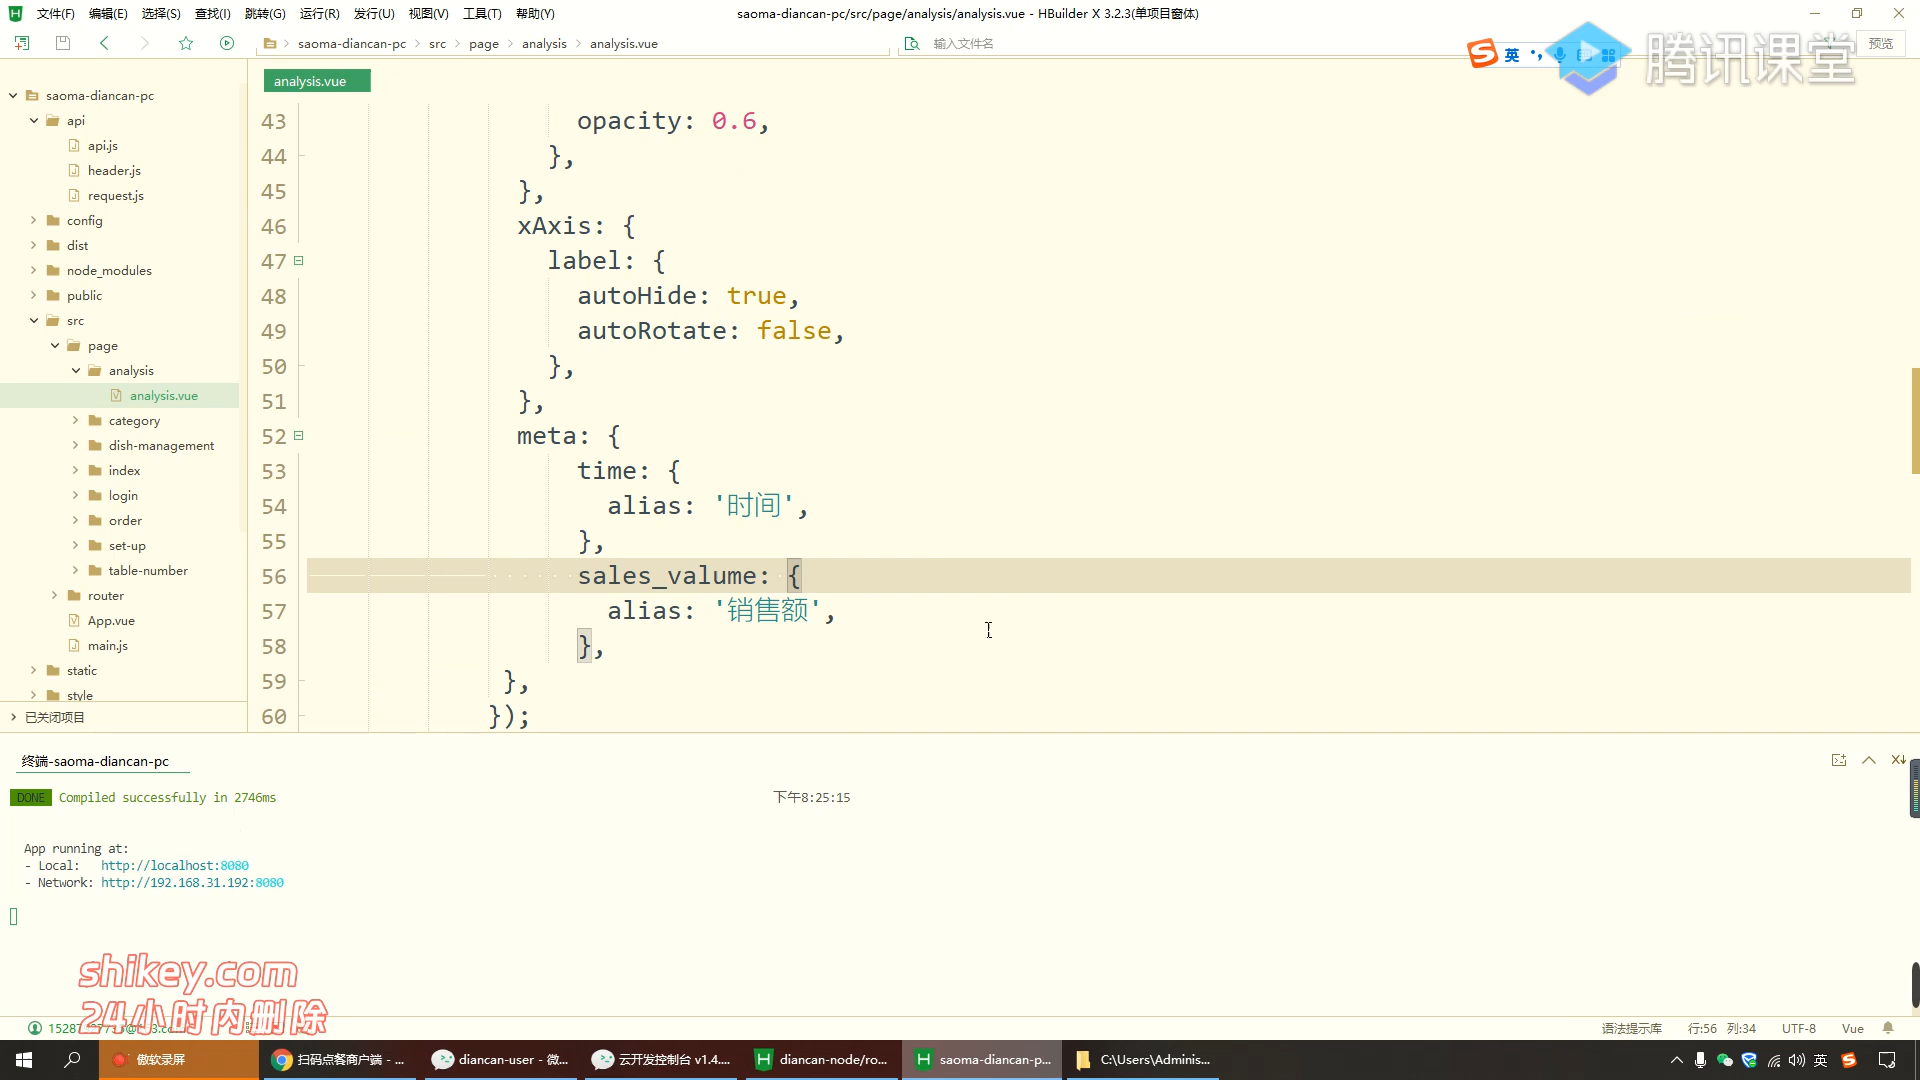 文件(F) 编辑(E) 选择(S) 查找(I) 跳转(G) 运行(R) 发行(U) 视图(V) 工具(T) 帮助(Y)
saoma-diancan-pc/src/page/analysis/analysis.vue - HBuilder X 3.2.3(单项目窗体)
saoma-diancan-pc src page analysis analysis.vue
输入文件名
英
预览
腾讯课堂
analysis.vue
saoma-diancan-pc
api
api.js
header.js
request.js
config
dist
node_modules
public
src
page
analysis
analysis.vue
category
dish-management
index
login
order
set-up
table-number
router
App.vue
main.js
static
style
已关闭项目
43 opacity: 0.6,
44 },
45 },
46 xAxis: {
47 label: {
48 autoHide: true,
49 autoRotate: false,
50 },
51 },
52 meta: {
53 time: {
54 alias: '时间',
55 },
56 sales_valume: {
57 alias: '销售额',
58 },
59 },
60 });
终端-saoma-diancan-pc
DONE Compiled successfully in 2746ms 下午8:25:15
App running at:
- Local: http://localhost:8080
- Network: http://192.168.31.192:8080
shikey.com
24小时内删除
语法提示库 行:56 列:34 UTF-8 Vue
傲软录屏
扫码点餐商户端 - ...
diancan-user - 微...
云开发控制台 v1.4....
diancan-node/ro...
saoma-diancan-p...
C:\Users\Adminis...
英